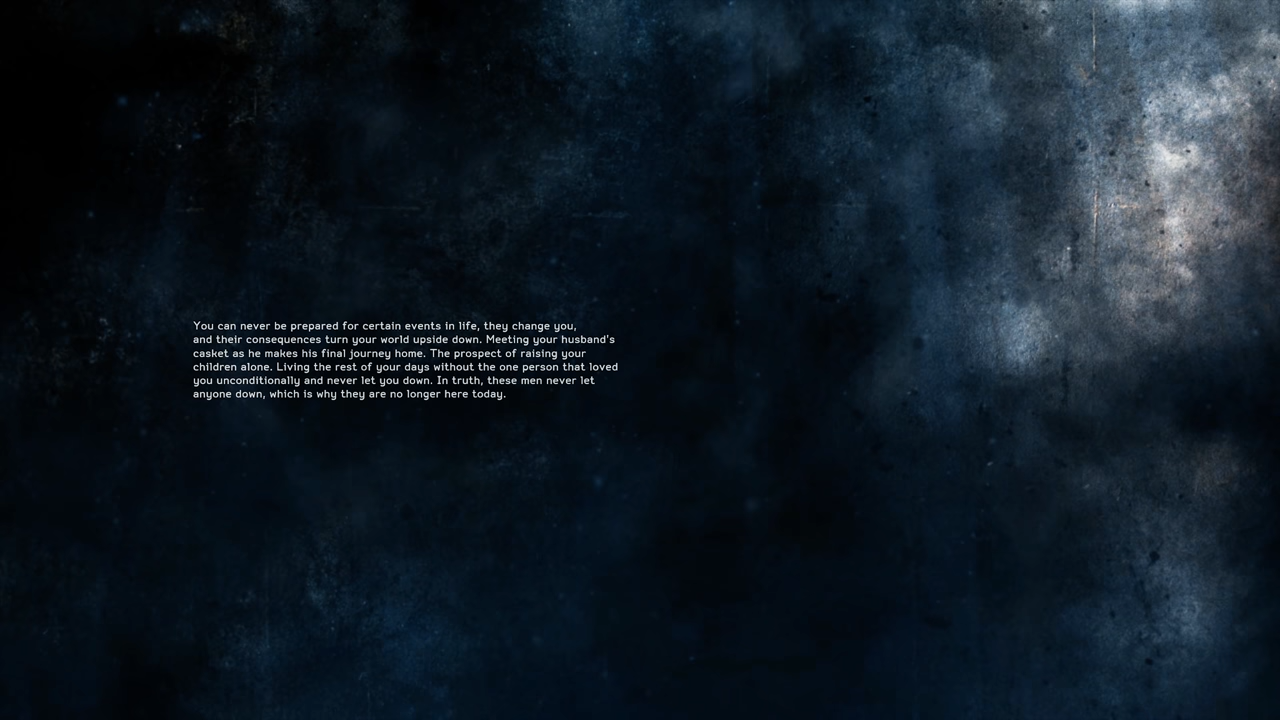 You can never be prepared for certain events in life, they change you,
and their consequences turn your world upside down. Meeting your husband's
casket as he makes his final journey home. The prospect of raising your
children alone. Living the rest of your days without the one person that loved
you unconditionally and never let you down. In truth, these men never let
anyone down, which is why they are no longer here today.